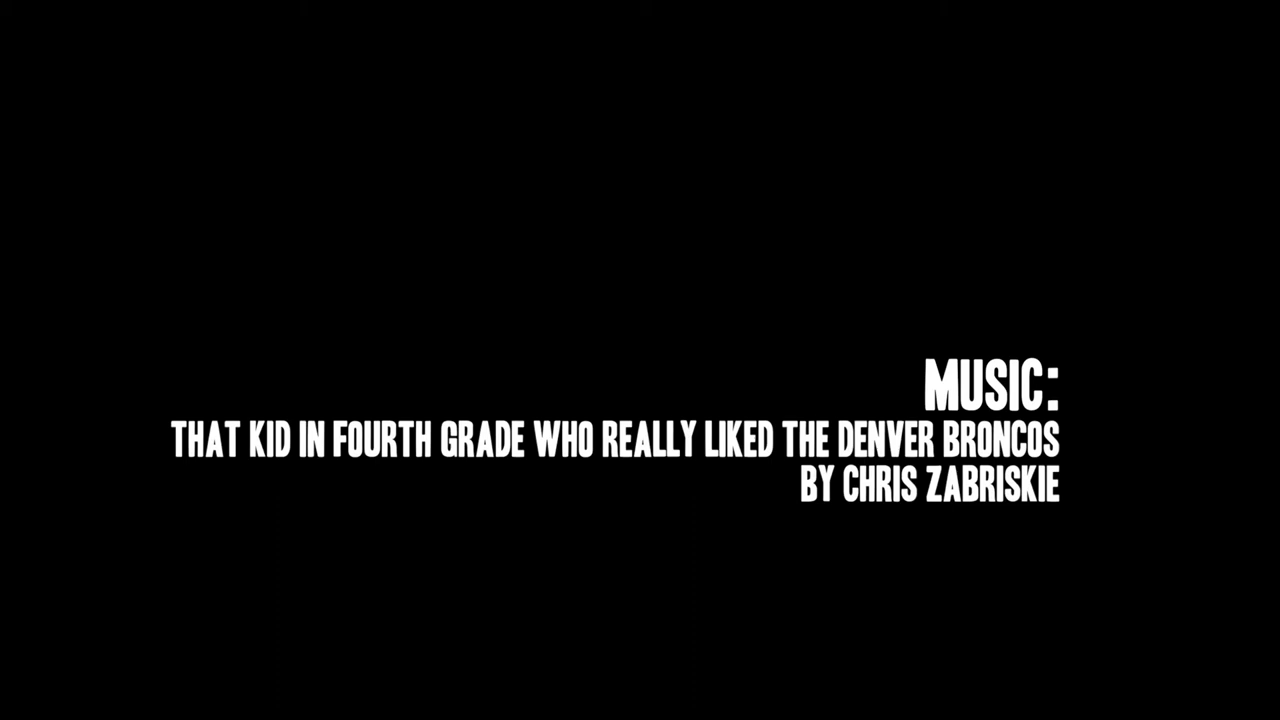 MUSIC:
THAT KID IN FOURTH GRADE WHO REALLY LIKED THE DENVER BRONCOS
BY CHRIS ZABRISKIE